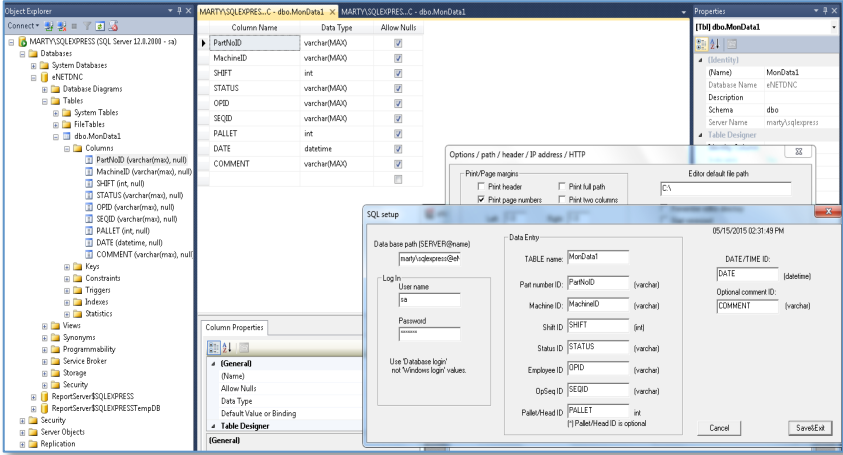 Object Explorer
Connect
MARTY\SQLEXPRESS (SQL Server 12.0.2000 - sa)
Databases
System Databases
eNETDNC
Database Diagrams
Tables
System Tables
FileTables
dbo.MonData1
Columns
PartNoID (varchar(max), null)
MachineID (varchar(max), null)
SHIFT (int, null)
STATUS (varchar(max), null)
OPID (varchar(max), null)
SEQID (varchar(max), null)
PALLET (int, null)
DATE (datetime, null)
COMMENT (varchar(max), null)
Keys
Constraints
Triggers
Indexes
Statistics
Views
Synonyms
Programmability
Service Broker
Storage
Security
ReportServer$SQLEXPRESS
ReportServer$SQLEXPRESSTempDB
Security
Server Objects
Replication
MARTY\SQLEXPRES...C - dbo.MonData1 MARTY\SQLEXPRES...C - dbo.MonData1
Column Name Data Type Allow Nulls
PartNoID varchar(MAX)
MachineID varchar(MAX)
SHIFT int
STATUS varchar(MAX)
OPID varchar(MAX)
SEQID varchar(MAX)
PALLET int
DATE datetime
COMMENT varchar(MAX)
Column Properties
(General)
(Name)
Allow Nulls
Data Type
Default Value or Binding
Table Designer
(General)
Properties
[Tbl] dbo.MonData1
(Identity)
(Name) MonData1
Database Name eNETDNC
Description
Schema dbo
Server Name marty\sqlexpress
Table Designer
Options / path / header / IP address / HTTP
Print/Page margins
Print header Print full path
Print page numbers Print two columns
Editor default file path
C:\
SQL setup
Data base path (SERVER@name)
marty\sqlexpress@eN
Log In
User name
sa
Password
*******
Use 'Database login'
not 'Windows login' values.
Data Entry
TABLE name: MonData1
Part number ID: PartNoID (varchar)
Machine ID: MachineID (varchar)
Shift ID SHIFT (int)
Status ID STATUS (varchar)
Employee ID OPID (varchar)
OpSeq ID SEQID (varchar)
Pallet/Head ID PALLET int
(*) Pallet/Head ID is optional
05/15/2015 02:31:49 PM
DATE/TIME ID:
DATE (datetime)
Optional comment ID:
COMMENT (varchar)
Cancel Save&Exit